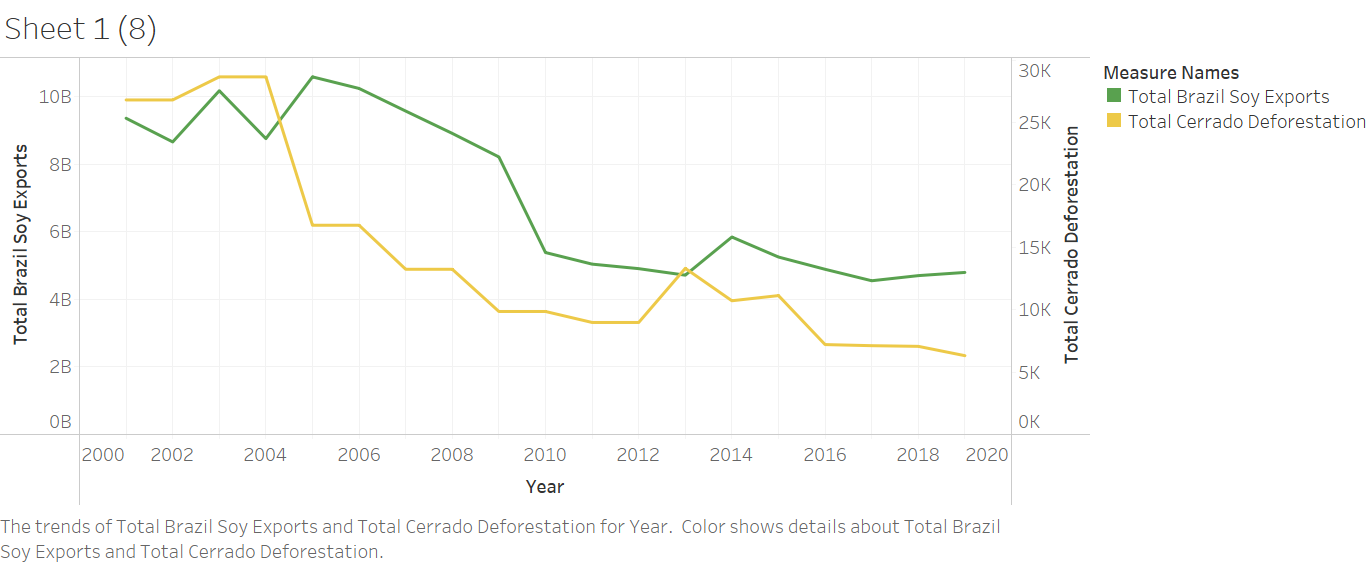 Sheet 1 (8)
Total Brazil Soy Exports
10B
8B
6B
4B
2B
0B
30K
25K
20K
15K
10K
5K
0K
Total Cerrado Deforestation
2000 2002 2004 2006 2008 2010 2012 2014 2016 2018 2020
Year
Measure Names
Total Brazil Soy Exports
Total Cerrado Deforestation
The trends of Total Brazil Soy Exports and Total Cerrado Deforestation for Year. Color shows details about Total Brazil
Soy Exports and Total Cerrado Deforestation.